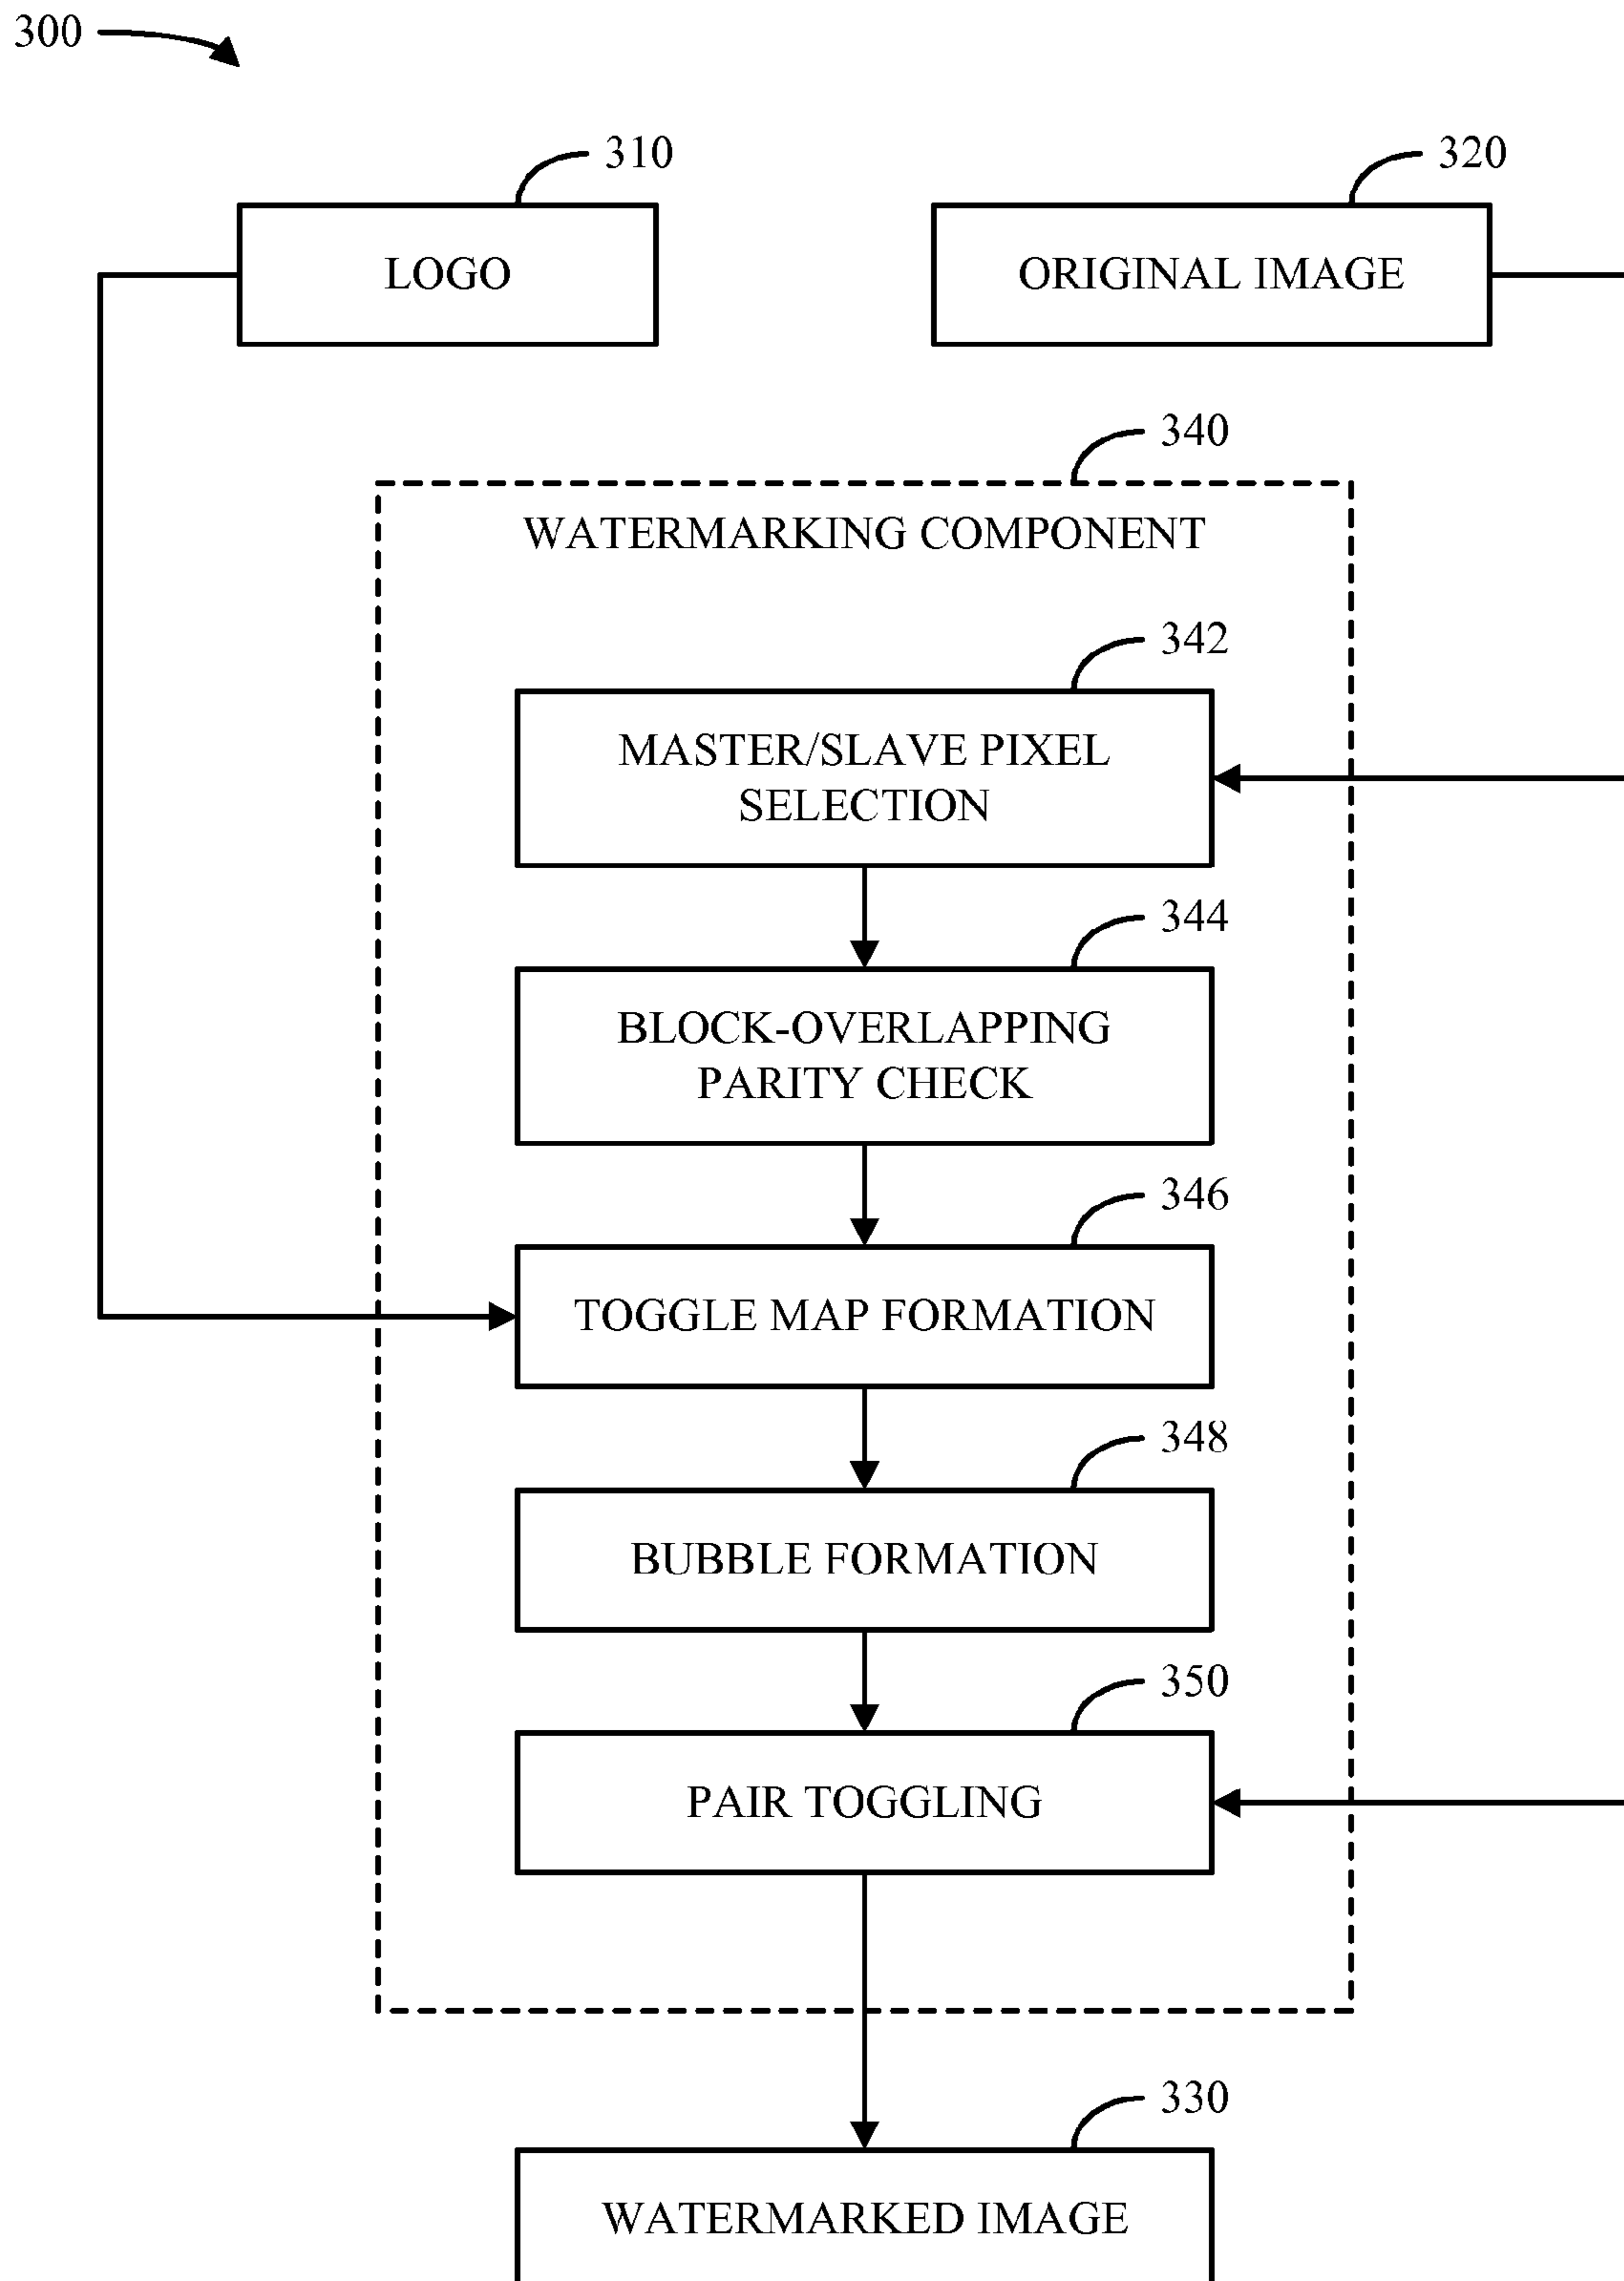 300
310
320
LOGO
ORIGINAL IMAGE
340
WATERMARKING COMPONENT
342
MASTER/SLAVE PIXEL
SELECTION
344
BLOCK-OVERLAPPING
PARITY CHECK
346
TOGGLE MAP FORMATION
348
BUBBLE FORMATION
350
PAIR TOGGLING
330
WATERMARKED IMAGE